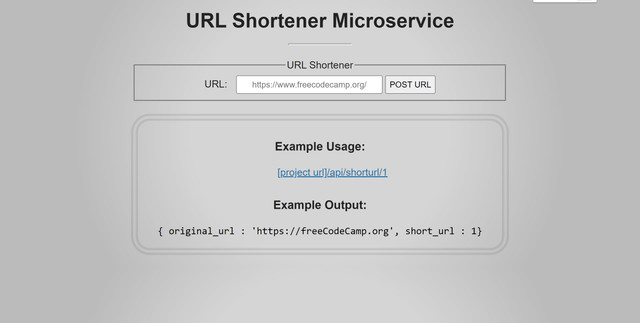 URL Shortener Microservice
URL Shortener
URL: https://www.freecodecamp.org/ POST URL
Example Usage:
[project url]/api/shorturl/1
Example Output:
{ original_url : 'https://freeCodeCamp.org', short_url : 1}